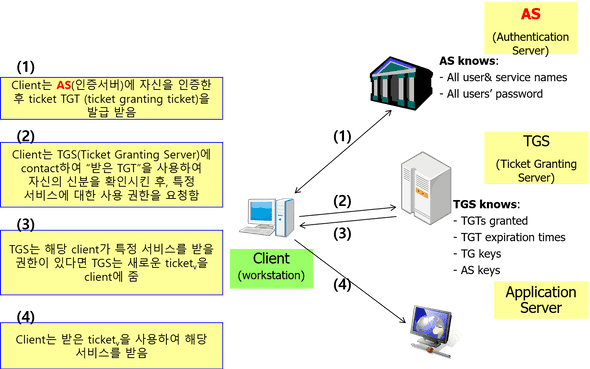 (1)
Client는 AS(인증서버)에 자신을 인증한
후 ticket TGT (ticket granting ticket)을
발급 받음
(2)
Client는 TGS(Ticket Granting Server)에
contact하여 “받은 TGT”을 사용하여
자신의 신분을 확인시킨 후, 특정
서비스에 대한 사용 권한을 요청함
(3)
TGS는 해당 client가 특정 서비스를 받을
권한이 있다면 TGS는 새로운 ticket,을
client에 줌
(4)
Client는 받은 ticket,을 사용하여 해당
서비스를 받음
AS
(Authentication
Server)
AS knows:
- All user& service names
- All users’ password
(1)
TGS
(Ticket Granting
Server)
(2)
(3)
TGS knows:
- TGTs granted
- TGT expiration times
- TG keys
- AS keys
Client
(workstation)
(4)
Application
Server